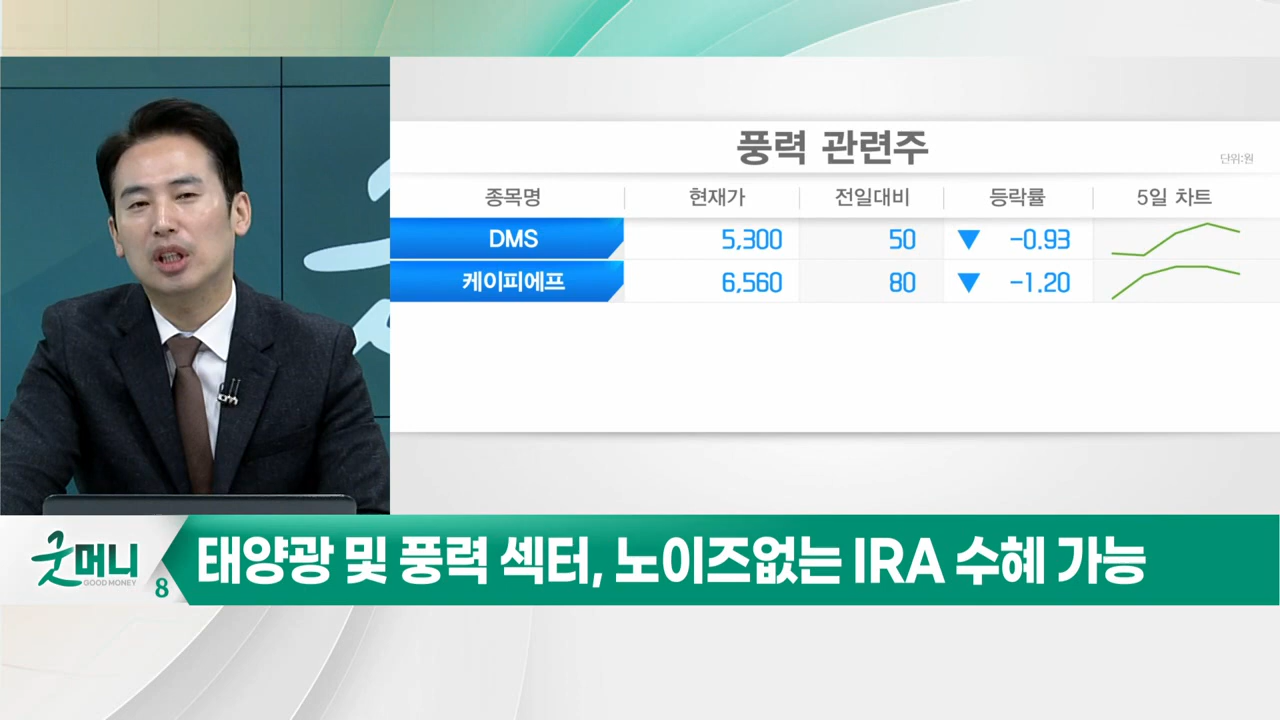 풍력 관련주
단위:원
종목명 현재가 전일대비 등락률 5일 차트
DMS 5,300 50 ▼ -0.93
케이피에프 6,560 80 ▼ -1.20
굿머니
GOOD MONEY
8
태양광 및 풍력 섹터, 노이즈없는 IRA 수혜 가능